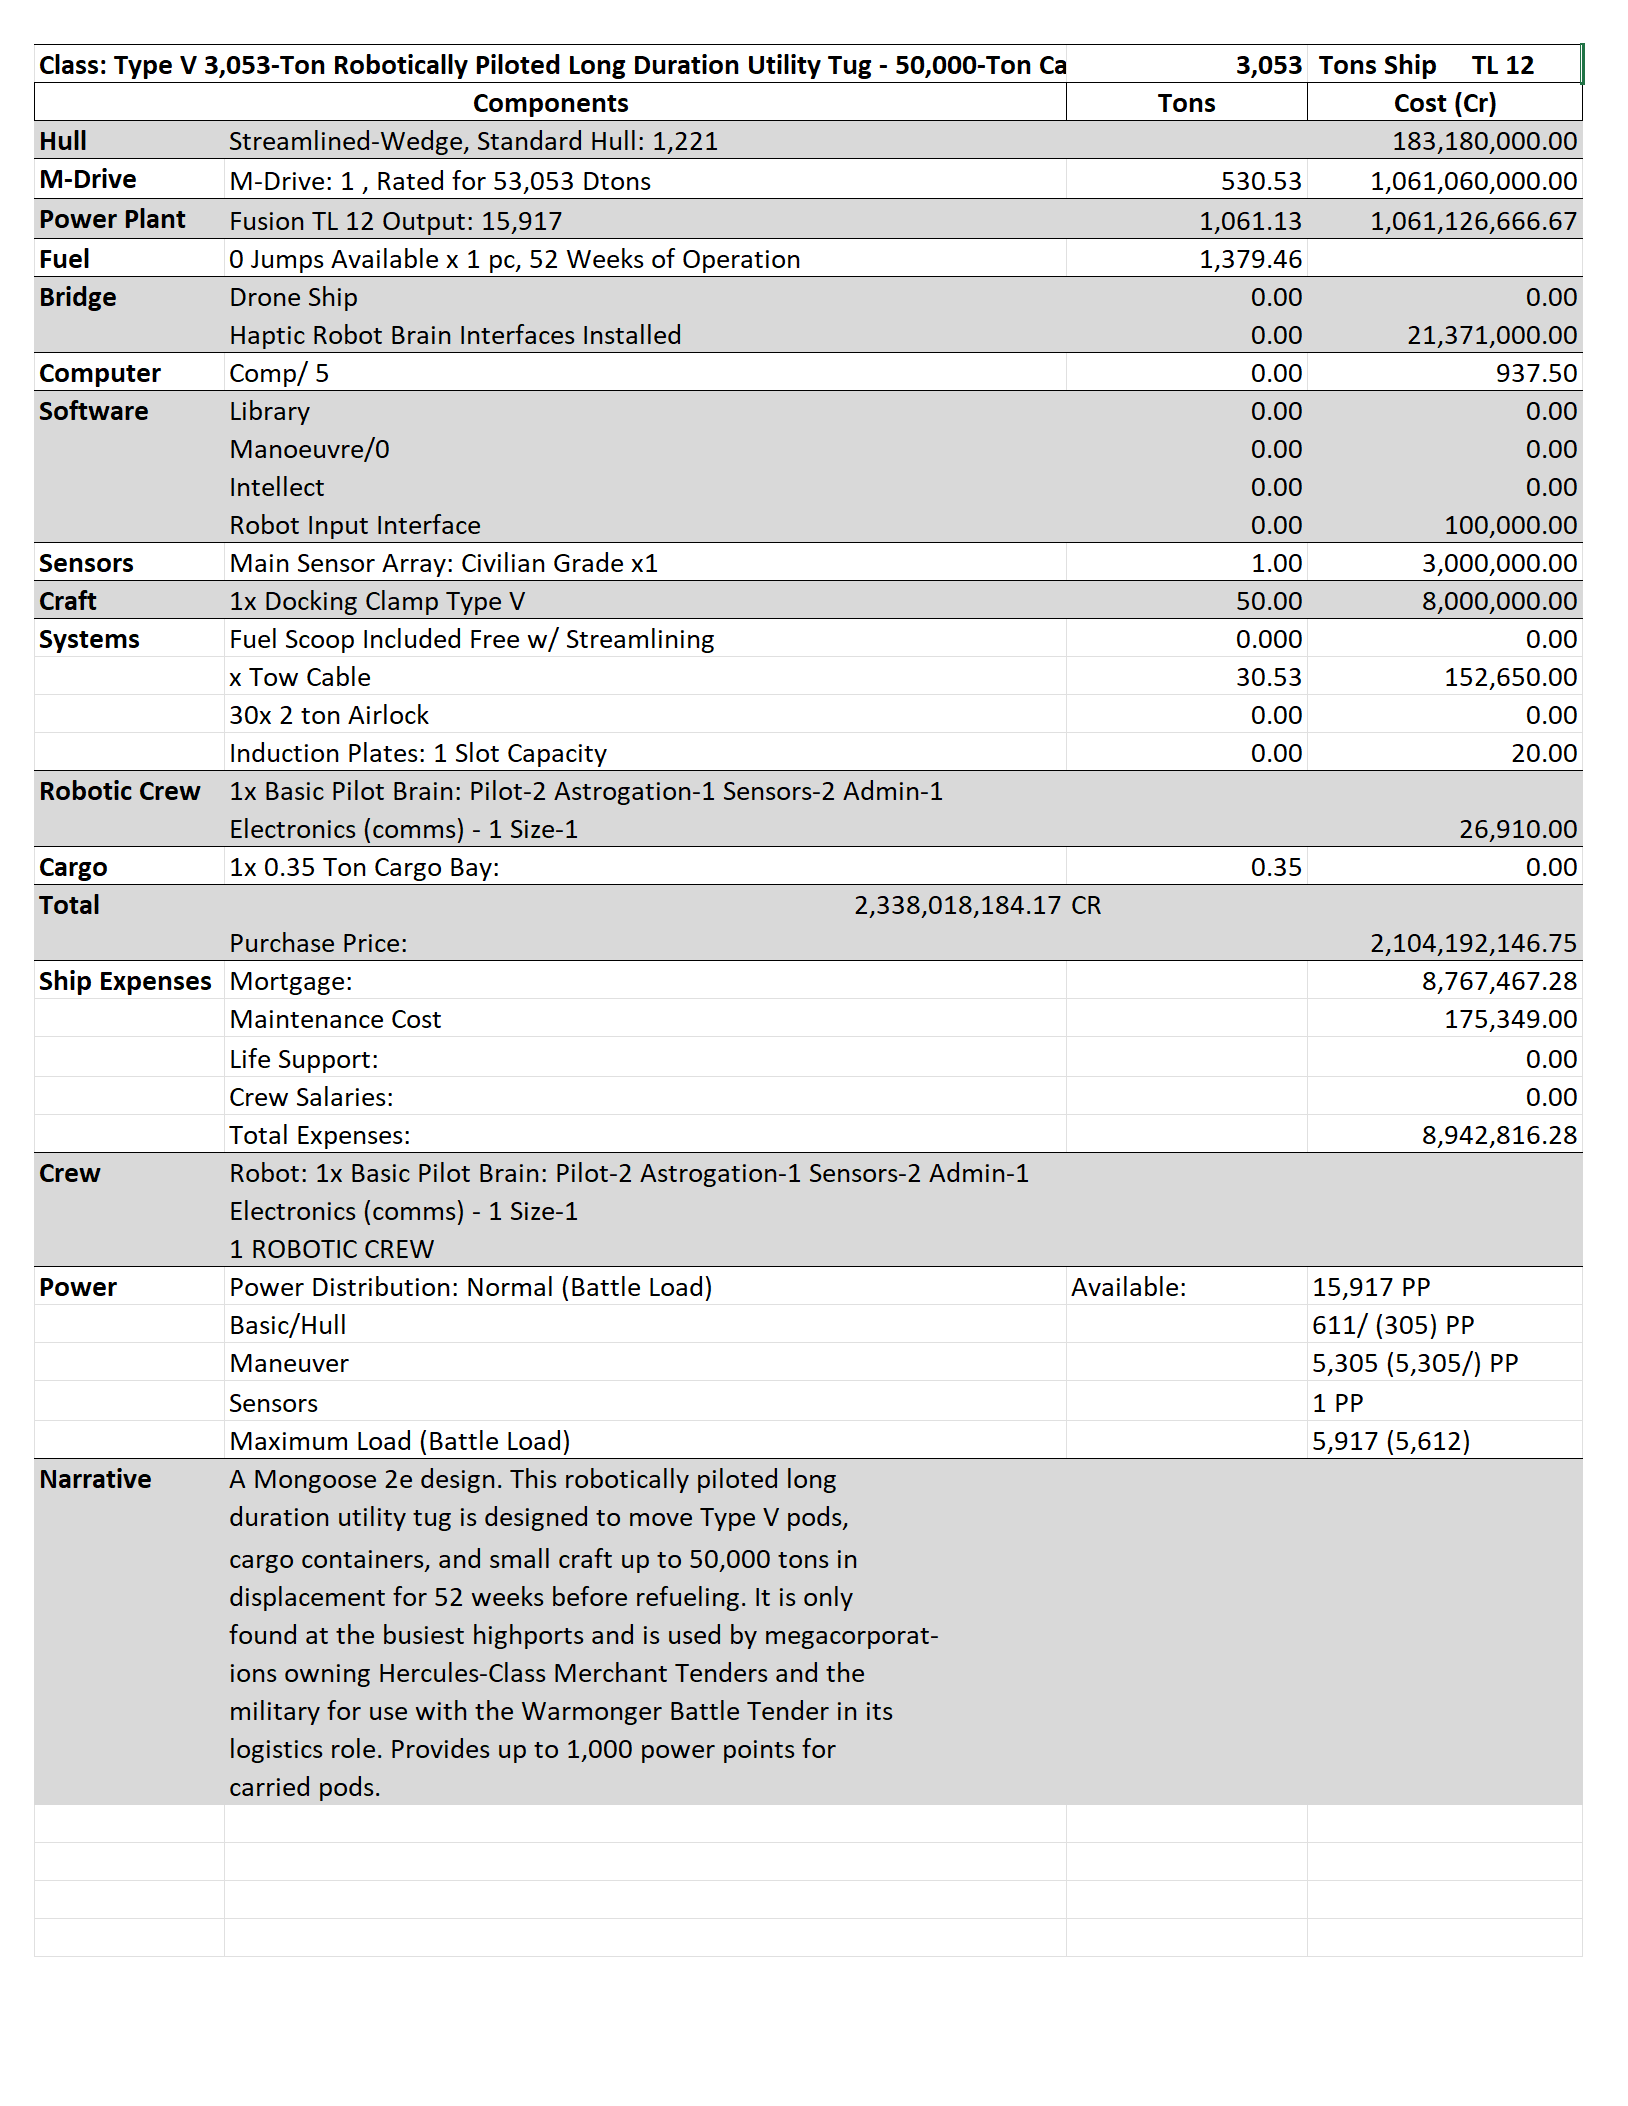 Class: Type V 3,053-Ton Robotically Piloted Long Duration Utility Tug - 50,000-Ton Ca 3,053 Tons Ship TL 12
Components Tons Cost (Cr)
Hull Streamlined-Wedge, Standard Hull: 1,221 183,180,000.00
M-Drive M-Drive: 1 , Rated for 53,053 Dtons 530.53 1,061,060,000.00
Power Plant Fusion TL 12 Output: 15,917 1,061.13 1,061,126,666.67
Fuel 0 Jumps Available x 1 pc, 52 Weeks of Operation 1,379.46
Bridge Drone Ship 0.00 0.00
Haptic Robot Brain Interfaces Installed 0.00 21,371,000.00
Computer Comp/ 5 0.00 937.50
Software Library 0.00 0.00
Manoeuvre/0 0.00 0.00
Intellect 0.00 0.00
Robot Input Interface 0.00 100,000.00
Sensors Main Sensor Array: Civilian Grade x1 1.00 3,000,000.00
Craft 1x Docking Clamp Type V 50.00 8,000,000.00
Systems Fuel Scoop Included Free w/ Streamlining 0.000 0.00
x Tow Cable 30.53 152,650.00
30x 2 ton Airlock 0.00 0.00
Induction Plates: 1 Slot Capacity 0.00 20.00
Robotic Crew 1x Basic Pilot Brain: Pilot-2 Astrogation-1 Sensors-2 Admin-1
Electronics (comms) - 1 Size-1 26,910.00
Cargo 1x 0.35 Ton Cargo Bay: 0.35 0.00
Total 2,338,018,184.17 CR
Purchase Price: 2,104,192,146.75
Ship Expenses Mortgage: 8,767,467.28
Maintenance Cost 175,349.00
Life Support: 0.00
Crew Salaries: 0.00
Total Expenses: 8,942,816.28
Crew Robot: 1x Basic Pilot Brain: Pilot-2 Astrogation-1 Sensors-2 Admin-1
Electronics (comms) - 1 Size-1
1 ROBOTIC CREW
Power Power Distribution: Normal (Battle Load) Available: 15,917 PP
Basic/Hull 611/ (305) PP
Maneuver 5,305 (5,305/) PP
Sensors 1 PP
Maximum Load (Battle Load) 5,917 (5,612)
Narrative A Mongoose 2e design. This robotically piloted long
duration utility tug is designed to move Type V pods,
cargo containers, and small craft up to 50,000 tons in
displacement for 52 weeks before refueling. It is only
found at the busiest highports and is used by megacorporat-
ions owning Hercules-Class Merchant Tenders and the
military for use with the Warmonger Battle Tender in its
logistics role. Provides up to 1,000 power points for
carried pods.